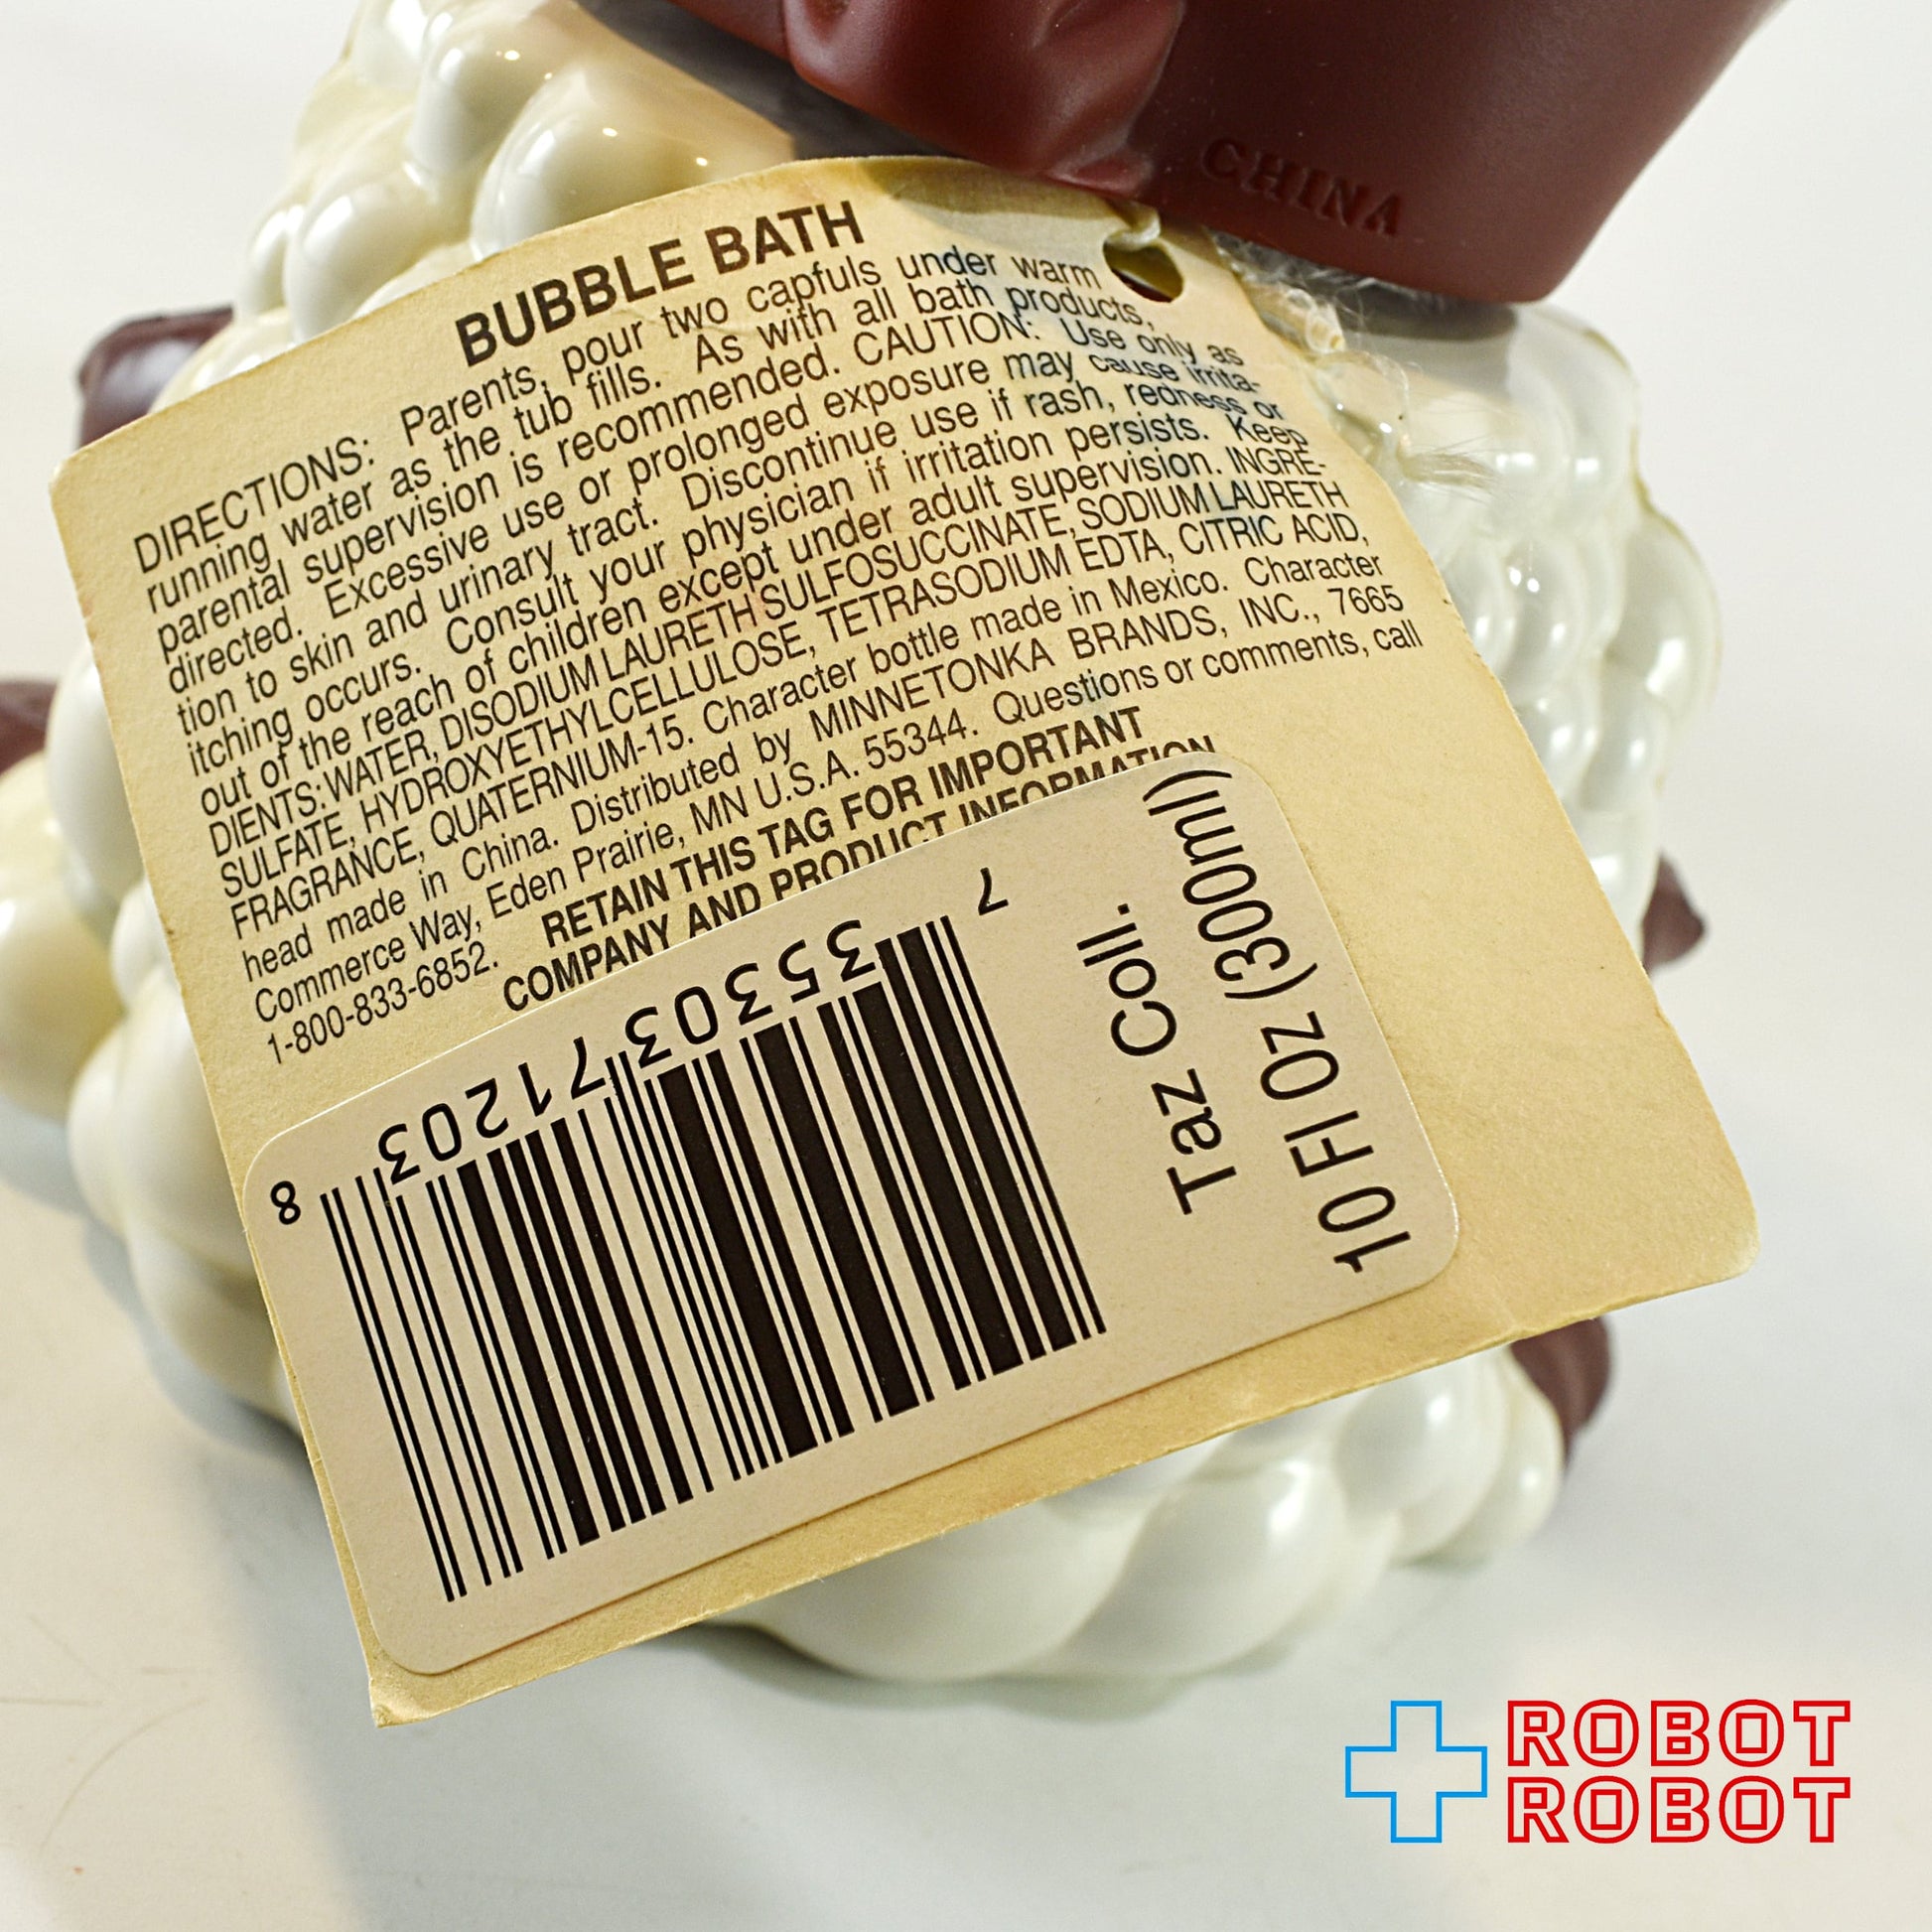 CHINA
BUBBLE BATH
DIRECTIONS: Parents, pour two capfuls under warm
running water as the tub fills. As with all bath products,
parental supervision is recommended. CAUTION: Use only as
directed. Excessive use or prolonged exposure may cause irrita-
tion to skin and urinary tract. Discontinue use if rash, redness or
itching occurs. Consult your physician if irritation persists. Keep
out of the reach of children except under adult supervision. INGRE-
DIENTS: WATER, DISODIUM LAURETH SULFOSUCCINATE, SODIUM LAURETH
SULFATE, HYDROXYETHYLCELLULOSE, TETRASODIUM EDTA, CITRIC ACID,
FRAGRANCE, QUATERNIUM-15. Character bottle made in Mexico. Character
head made in China. Distributed by MINNETONKA BRANDS, INC., 7665
Commerce Way, Eden Prairie, MN U.S.A. 55344. Questions or comments, call
1-800-833-6852.
RETAIN THIS TAG FOR IMPORTANT
COMPANY AND PRODUCT INFORMATION
7 35303 71203 8
Taz Coll.
10 Fl Oz (300ml)
ROBOT
ROBOT